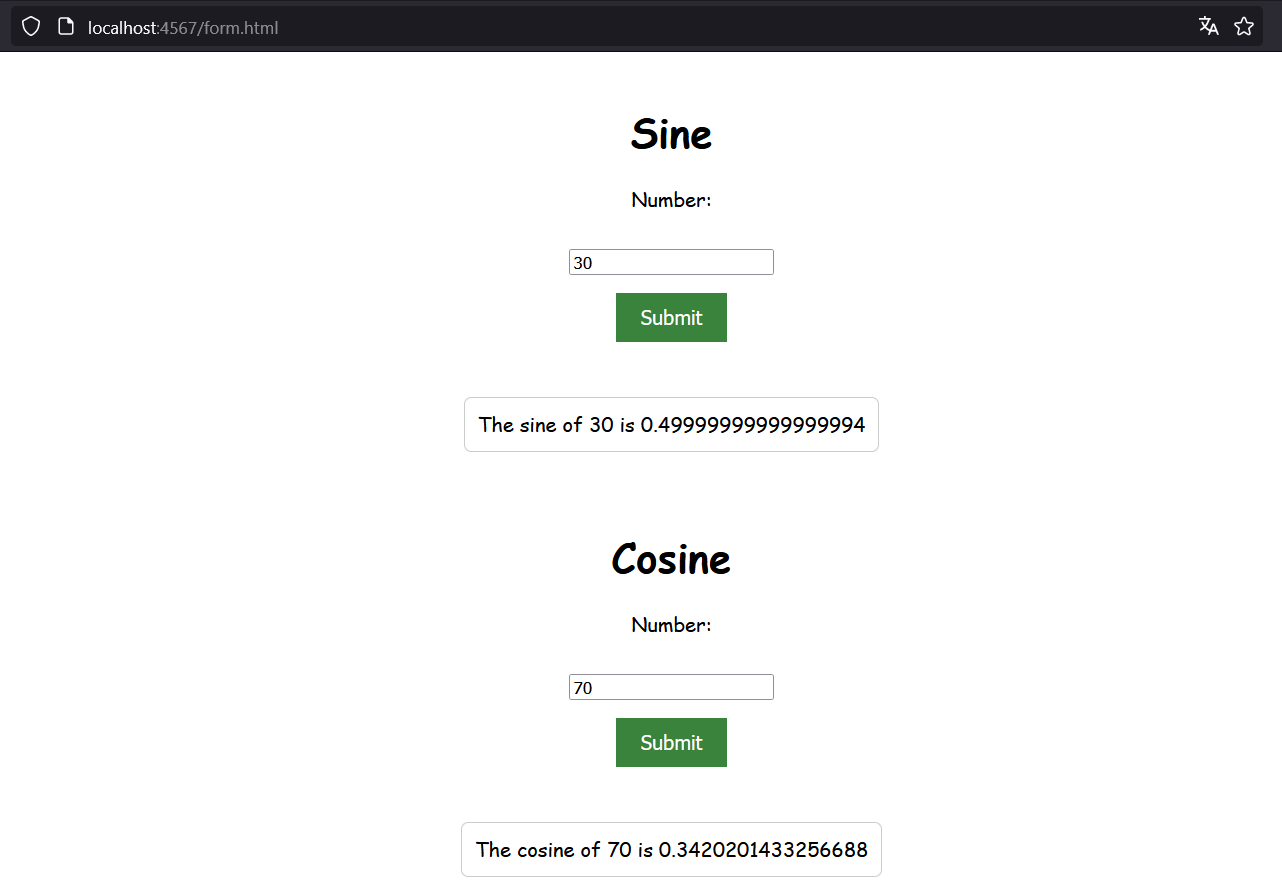 localhost:4567/form.html
Sine
Number:
30
Submit
The sine of 30 is 0.49999999999999994
Cosine
Number:
70
Submit
The cosine of 70 is 0.3420201433256688